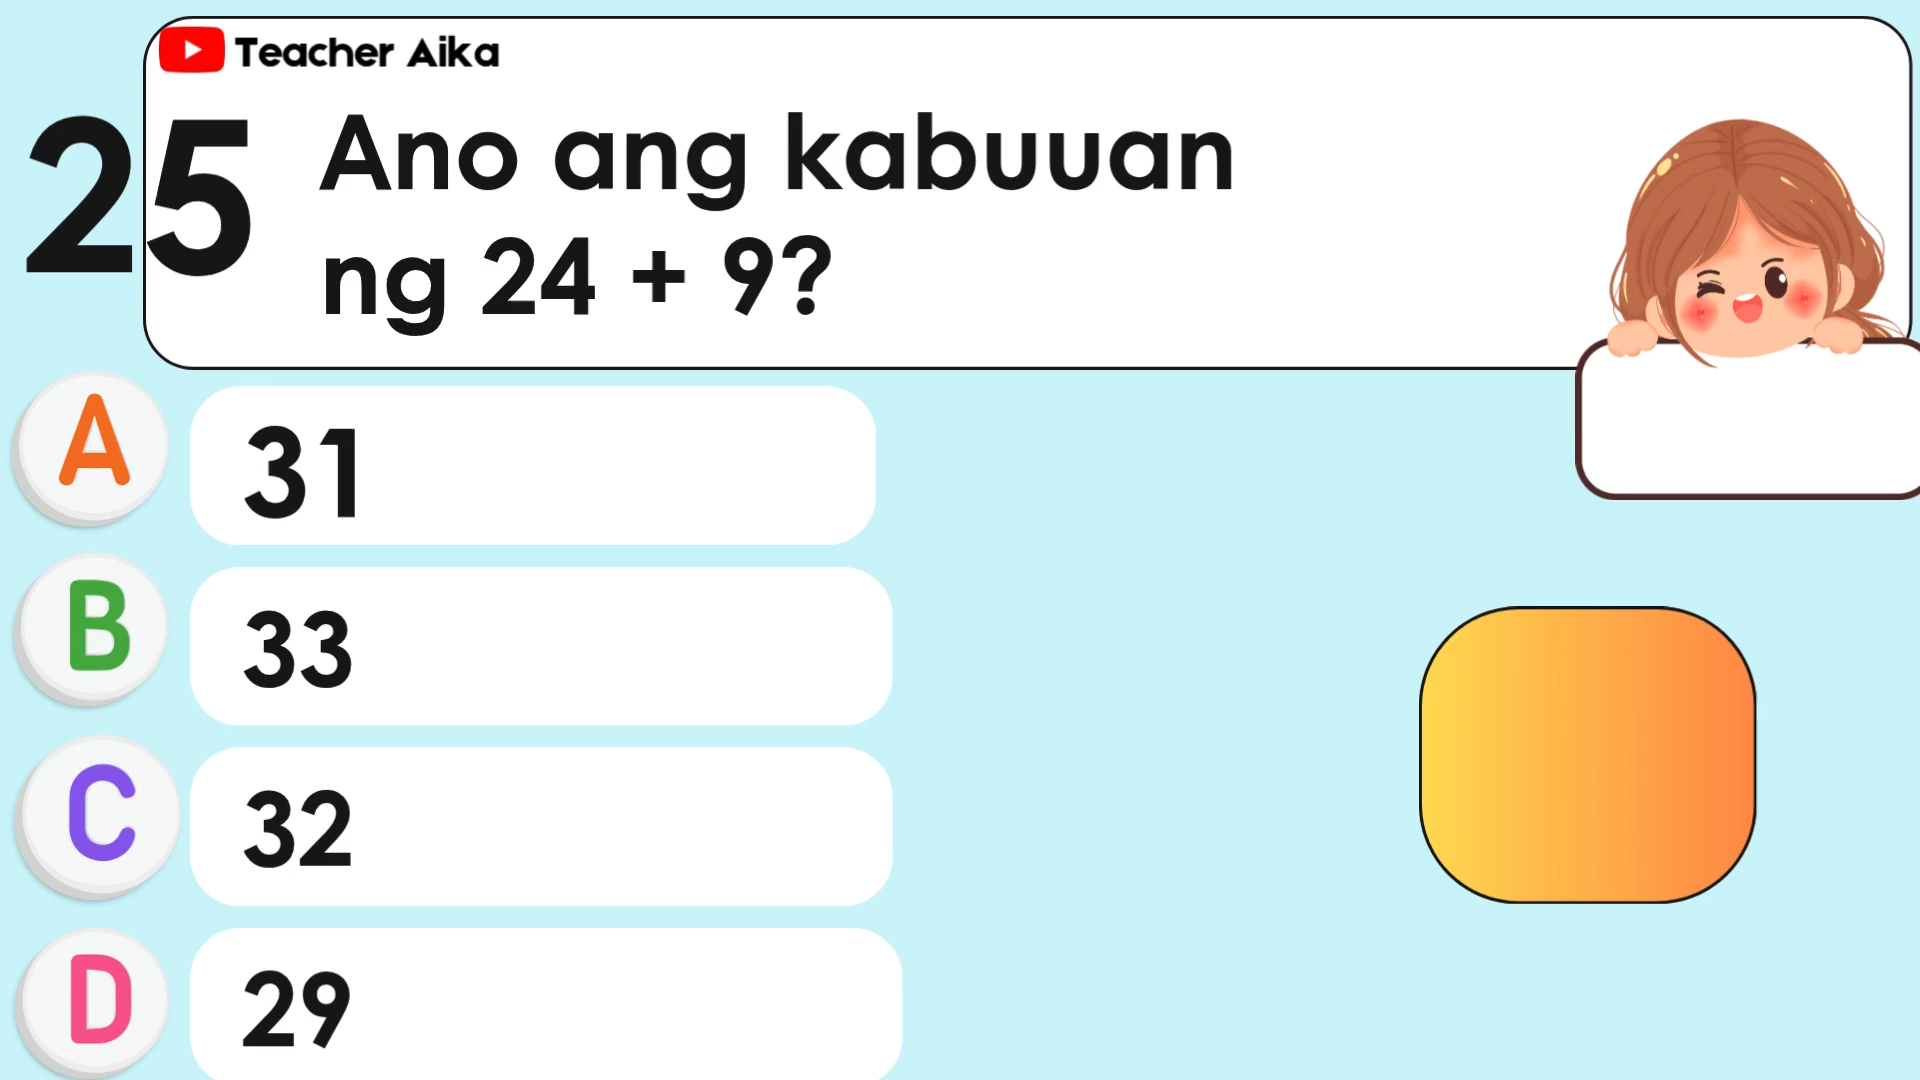 Teacher Aika
25
Ano ang kabuuan
ng 24 + 9?
A
31
B
33
C
32
D
29